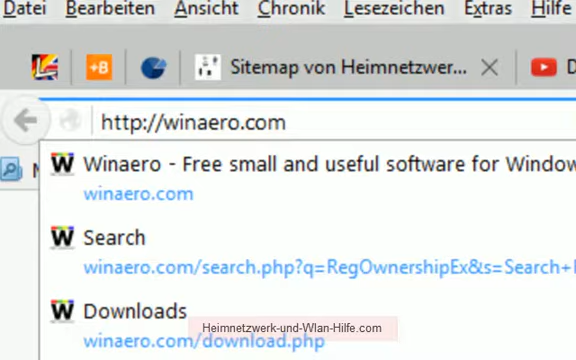 Datei Bearbeiten Ansicht Chronik Lesezeichen Extras Hilfe
+B Sitemap von Heimnetzwer...
http://winaero.com
Winaero - Free small and useful software for Window
winaero.com
Search
winaero.com/search.php?q=RegOwnershipEx&s=Search+
Downloads
Heimnetzwerk-und-Wlan-Hilfe.com
winaero.com/download.php